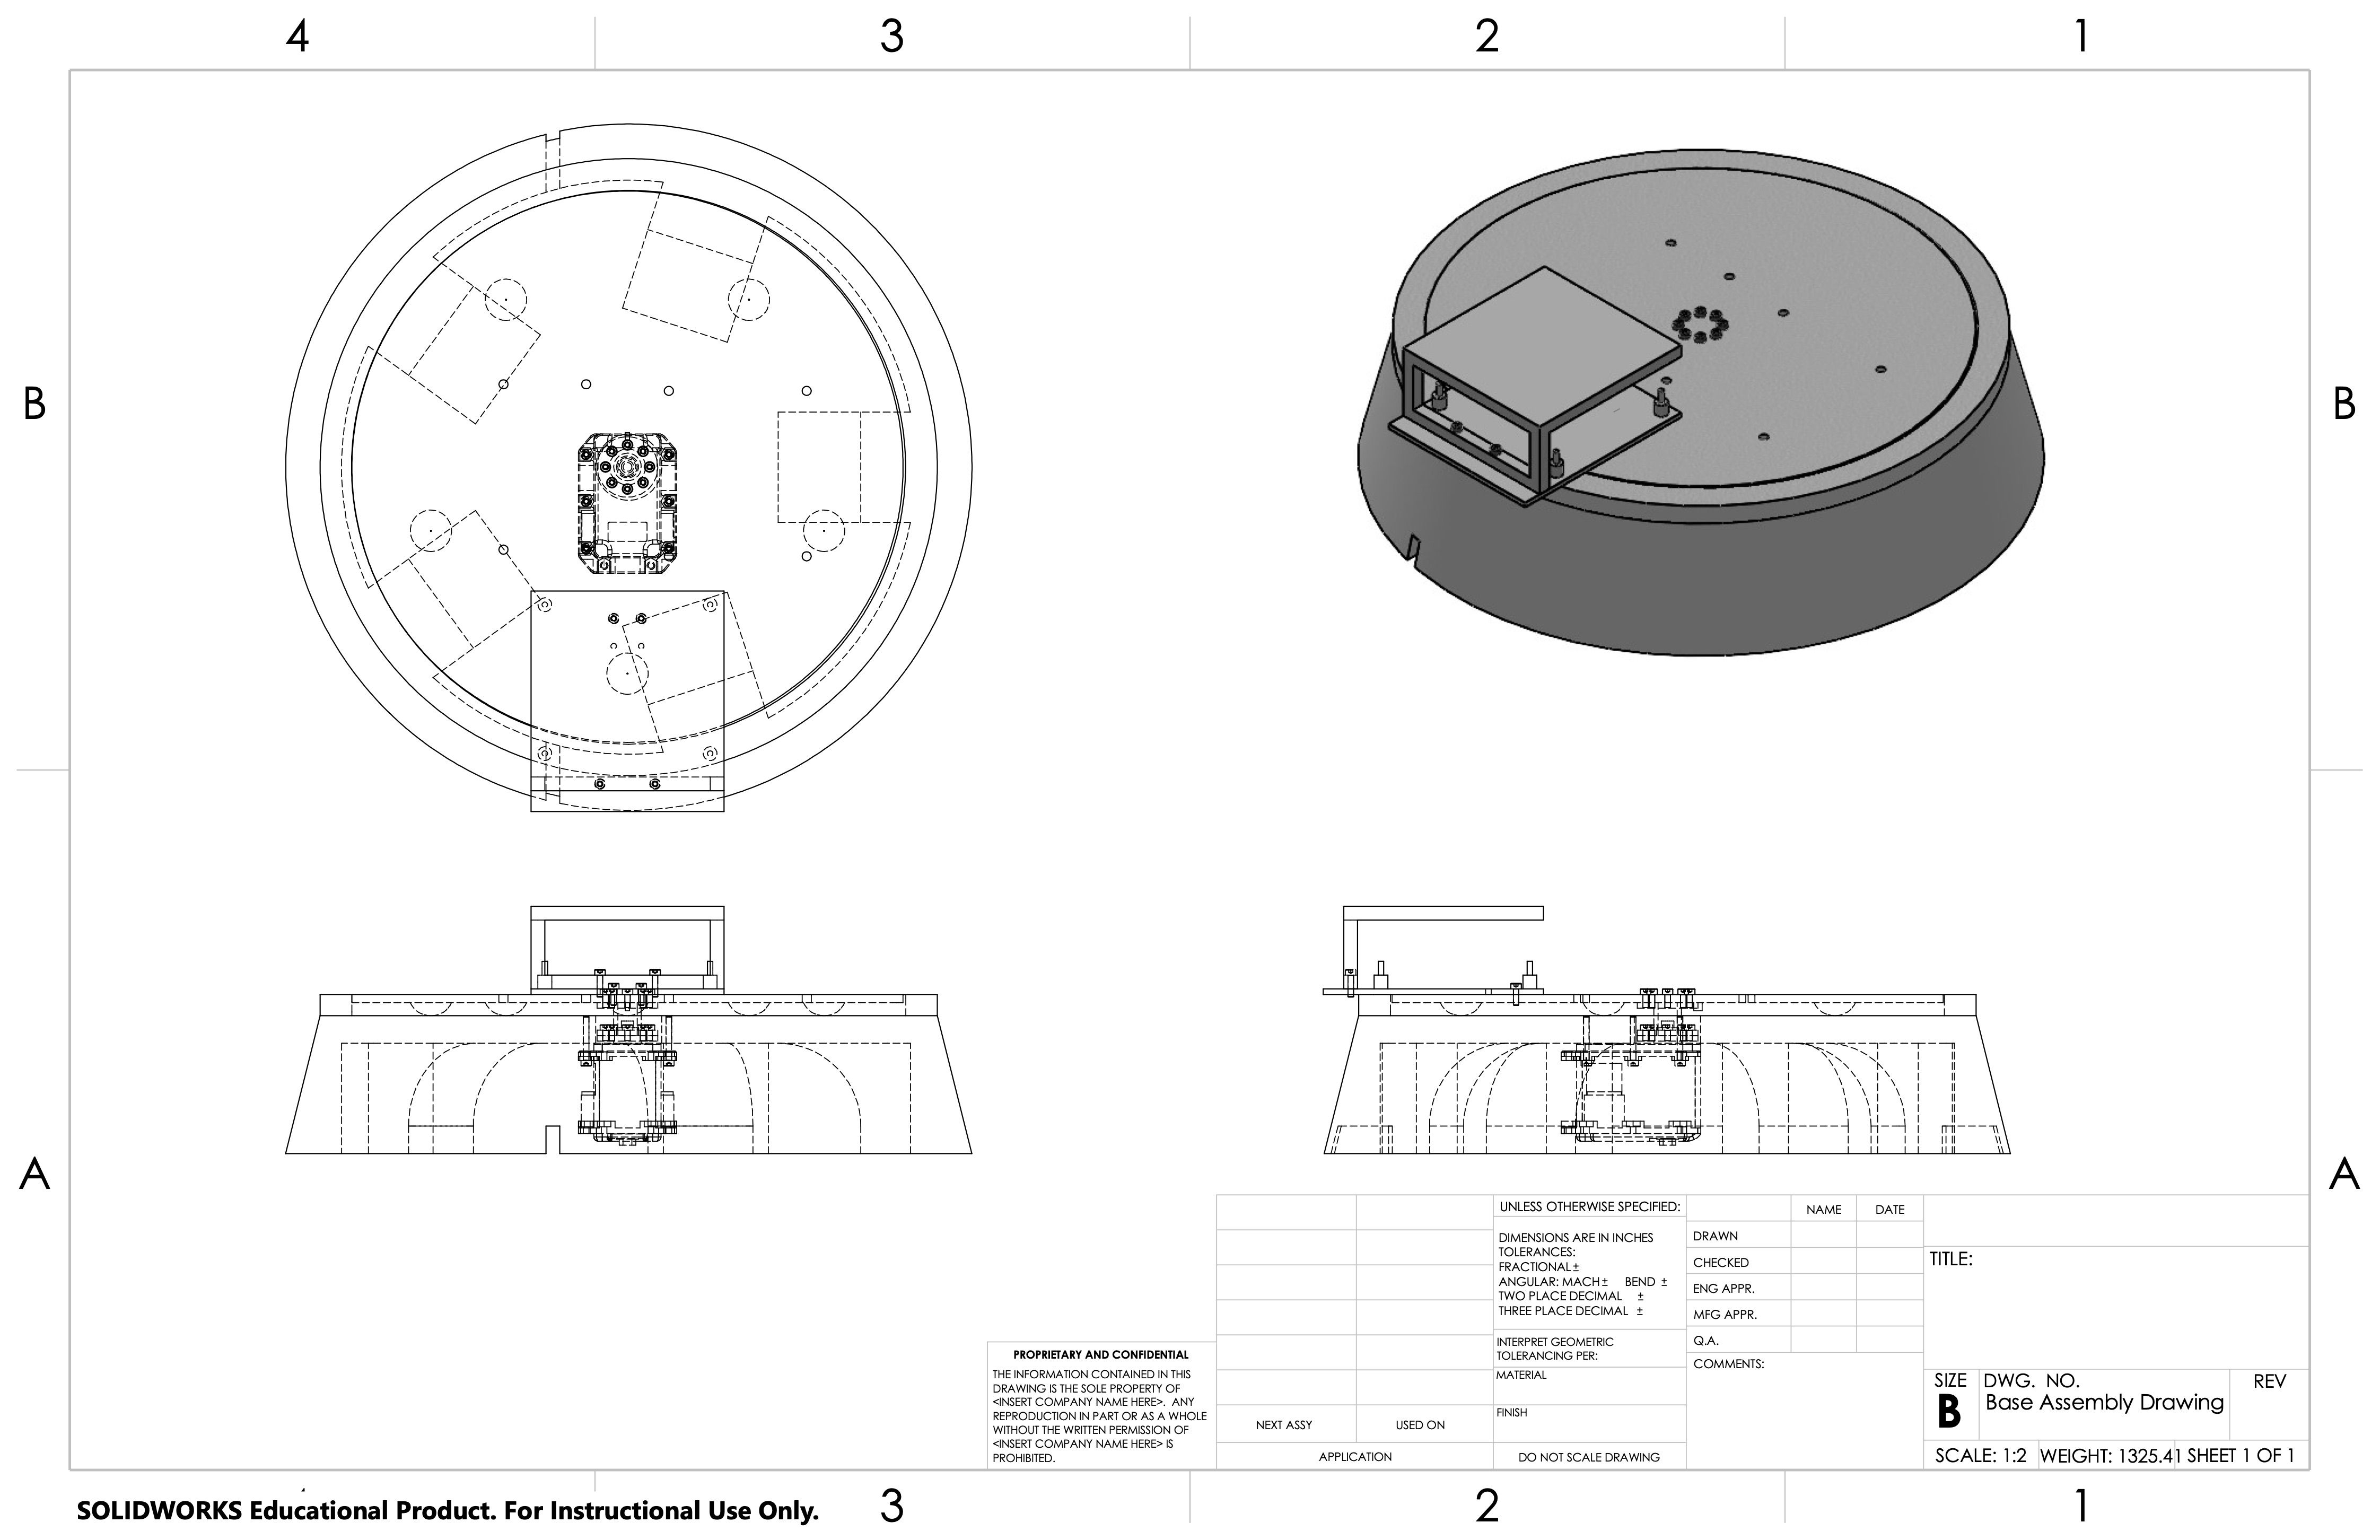 4 3 2 1
B B
A A
UNLESS OTHERWISE SPECIFIED:
DIMENSIONS ARE IN INCHES
TOLERANCES:
FRACTIONAL ±
ANGULAR: MACH ± BEND ±
TWO PLACE DECIMAL ±
THREE PLACE DECIMAL ±
INTERPRET GEOMETRIC
TOLERANCING PER:
MATERIAL
FINISH
DO NOT SCALE DRAWING
NAME DATE
DRAWN
CHECKED
ENG APPR.
MFG APPR.
Q.A.
COMMENTS:
TITLE:
SIZE
B
DWG. NO.
Base Assembly Drawing
REV
SCALE: 1:2 WEIGHT: 1325.41 SHEET 1 OF 1
PROPRIETARY AND CONFIDENTIAL
THE INFORMATION CONTAINED IN THIS
DRAWING IS THE SOLE PROPERTY OF
<INSERT COMPANY NAME HERE>. ANY
REPRODUCTION IN PART OR AS A WHOLE
WITHOUT THE WRITTEN PERMISSION OF
<INSERT COMPANY NAME HERE> IS
PROHIBITED.
NEXT ASSY USED ON
APPLICATION
SOLIDWORKS Educational Product. For Instructional Use Only.
3 2 1